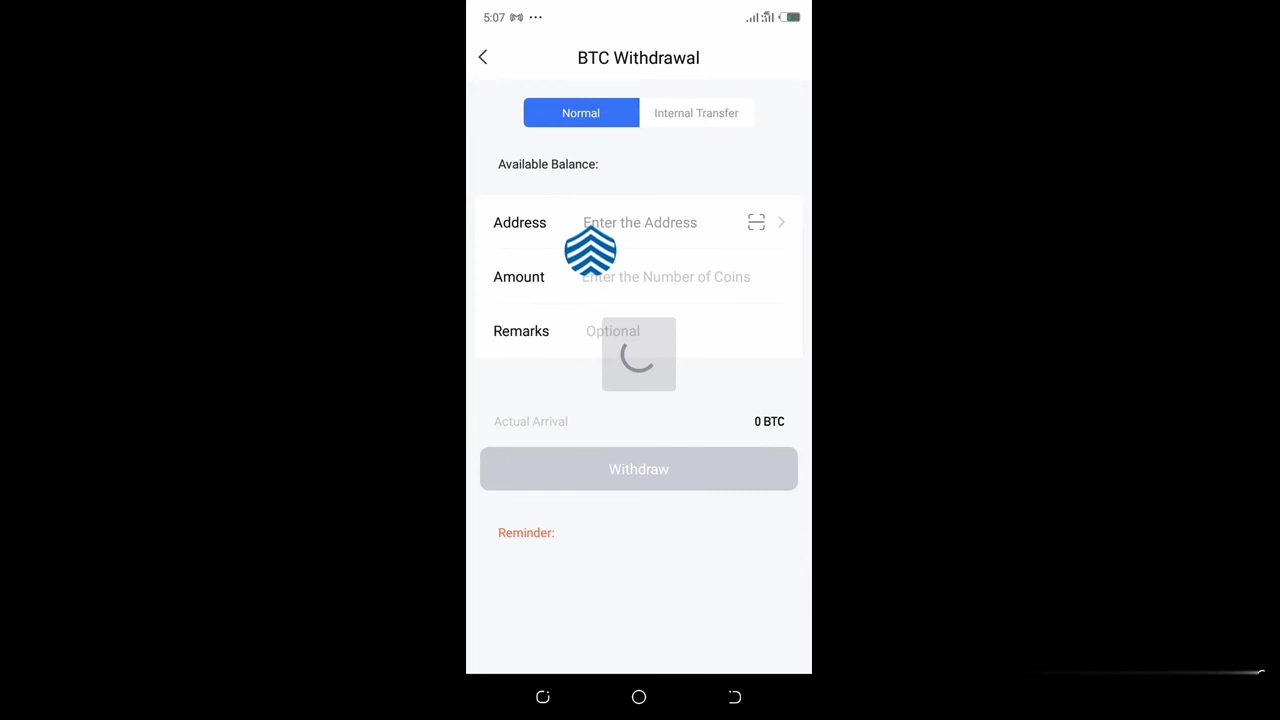 5:07
BTC Withdrawal
Normal
Internal Transfer
Available Balance:
Address
Enter the Address
Amount
Enter the Number of Coins
Remarks
Optional
Actual Arrival
0 BTC
Withdraw
Reminder: